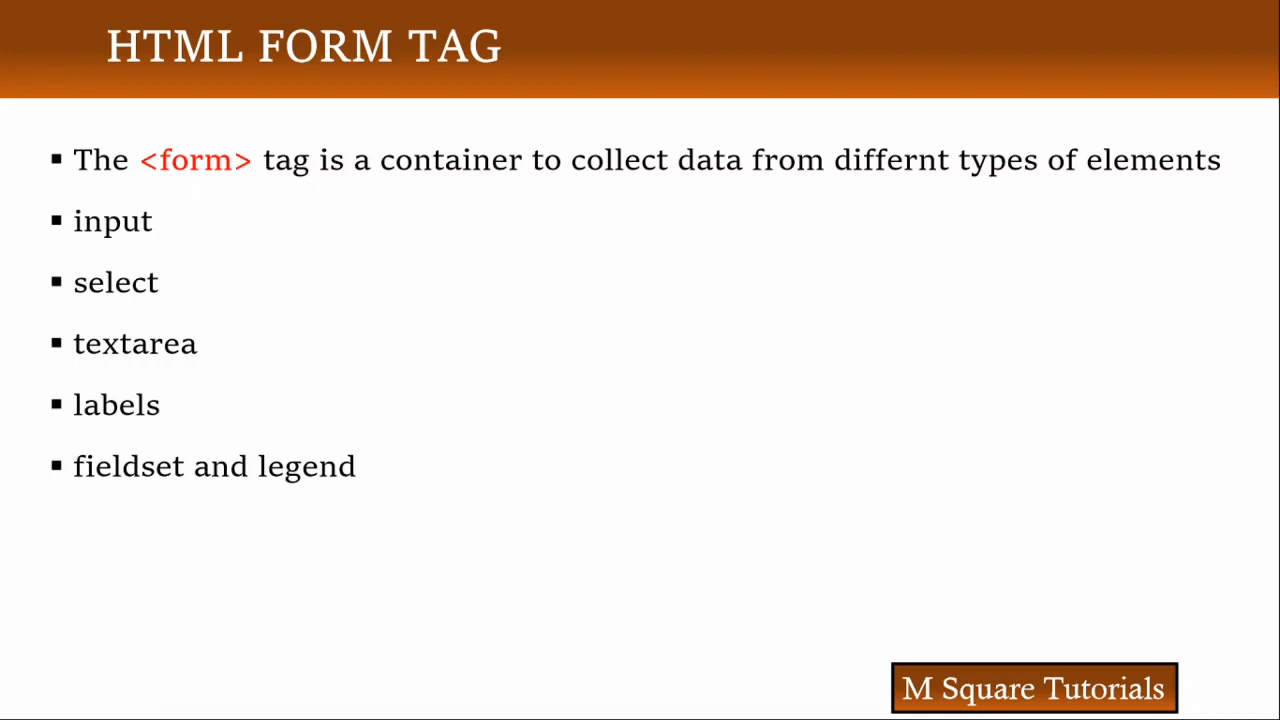 HTML FORM TAG
▪ The <form> tag is a container to collect data from differnt types of elements
▪ input
▪ select
▪ textarea
▪ labels
▪ fieldset and legend
M Square Tutorials